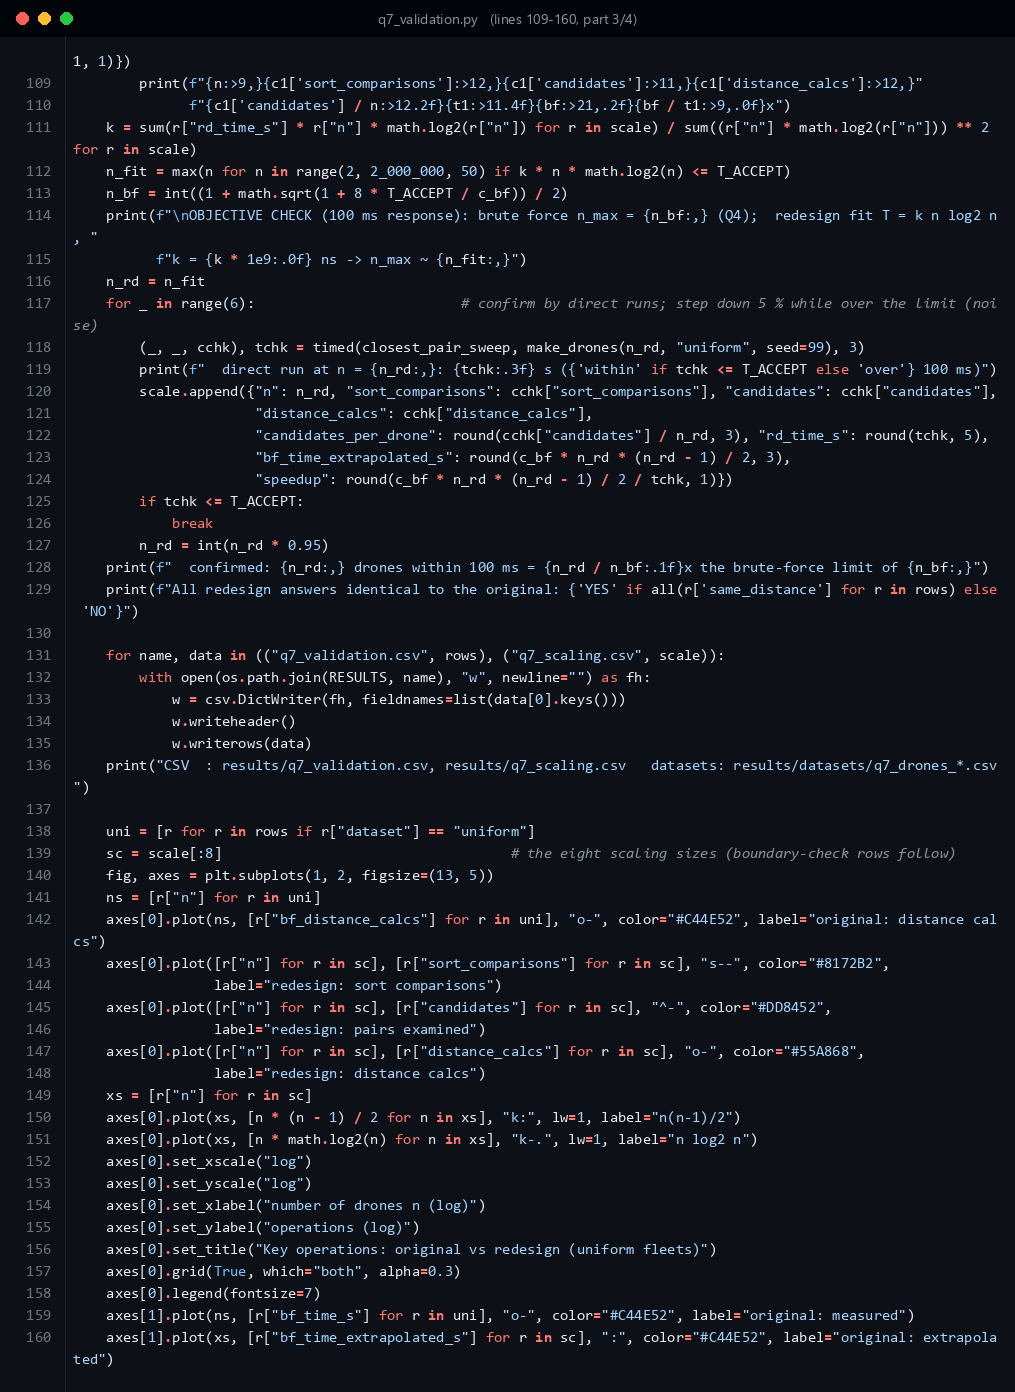 q7_validation.py   (lines 109-160, part 3/4)
1, 1)})
109         print(f"{n:>9,}{c1['sort_comparisons']:>12,}{c1['candidates']:>11,}{c1['distance_calcs']:>12,}"
110               f"{c1['candidates'] / n:>12.2f}{t1:>11.4f}{bf:>21,.2f}{bf / t1:>9,.0f}x")
111     k = sum(r["rd_time_s"] * r["n"] * math.log2(r["n"]) for r in scale) / sum((r["n"] * math.log2(r["n"])) ** 2
for r in scale)
112     n_fit = max(n for n in range(2, 2_000_000, 50) if k * n * math.log2(n) <= T_ACCEPT)
113     n_bf = int((1 + math.sqrt(1 + 8 * T_ACCEPT / c_bf)) / 2)
114     print(f"\nOBJECTIVE CHECK (100 ms response): brute force n_max = {n_bf:,} (Q4);  redesign fit T = k n log2 n
, "
115           f"k = {k * 1e9:.0f} ns -> n_max ~ {n_fit:,}")
116     n_rd = n_fit
117     for _ in range(6):                         # confirm by direct runs; step down 5 % while over the limit (noi
se)
118         (_, _, cchk), tchk = timed(closest_pair_sweep, make_drones(n_rd, "uniform", seed=99), 3)
119         print(f"  direct run at n = {n_rd:,}: {tchk:.3f} s ({'within' if tchk <= T_ACCEPT else 'over'} 100 ms)")
120         scale.append({"n": n_rd, "sort_comparisons": cchk["sort_comparisons"], "candidates": cchk["candidates"],
121                       "distance_calcs": cchk["distance_calcs"],
122                       "candidates_per_drone": round(cchk["candidates"] / n_rd, 3), "rd_time_s": round(tchk, 5),
123                       "bf_time_extrapolated_s": round(c_bf * n_rd * (n_rd - 1) / 2, 3),
124                       "speedup": round(c_bf * n_rd * (n_rd - 1) / 2 / tchk, 1)})
125         if tchk <= T_ACCEPT:
126             break
127         n_rd = int(n_rd * 0.95)
128     print(f"  confirmed: {n_rd:,} drones within 100 ms = {n_rd / n_bf:.1f}x the brute-force limit of {n_bf:,}")
129     print(f"All redesign answers identical to the original: {'YES' if all(r['same_distance'] for r in rows) else
 'NO'}")
130
131     for name, data in (("q7_validation.csv", rows), ("q7_scaling.csv", scale)):
132         with open(os.path.join(RESULTS, name), "w", newline="") as fh:
133             w = csv.DictWriter(fh, fieldnames=list(data[0].keys()))
134             w.writeheader()
135             w.writerows(data)
136     print("CSV  : results/q7_validation.csv, results/q7_scaling.csv   datasets: results/datasets/q7_drones_*.csv
")
137
138     uni = [r for r in rows if r["dataset"] == "uniform"]
139     sc = scale[:8]                                   # the eight scaling sizes (boundary-check rows follow)
140     fig, axes = plt.subplots(1, 2, figsize=(13, 5))
141     ns = [r["n"] for r in uni]
142     axes[0].plot(ns, [r["bf_distance_calcs"] for r in uni], "o-", color="#C44E52", label="original: distance cal
cs")
143     axes[0].plot([r["n"] for r in sc], [r["sort_comparisons"] for r in sc], "s--", color="#8172B2",
144                  label="redesign: sort comparisons")
145     axes[0].plot([r["n"] for r in sc], [r["candidates"] for r in sc], "^-", color="#DD8452",
146                  label="redesign: pairs examined")
147     axes[0].plot([r["n"] for r in sc], [r["distance_calcs"] for r in sc], "o-", color="#55A868",
148                  label="redesign: distance calcs")
149     xs = [r["n"] for r in sc]
150     axes[0].plot(xs, [n * (n - 1) / 2 for n in xs], "k:", lw=1, label="n(n-1)/2")
151     axes[0].plot(xs, [n * math.log2(n) for n in xs], "k-.", lw=1, label="n log2 n")
152     axes[0].set_xscale("log")
153     axes[0].set_yscale("log")
154     axes[0].set_xlabel("number of drones n (log)")
155     axes[0].set_ylabel("operations (log)")
156     axes[0].set_title("Key operations: original vs redesign (uniform fleets)")
157     axes[0].grid(True, which="both", alpha=0.3)
158     axes[0].legend(fontsize=7)
159     axes[1].plot(ns, [r["bf_time_s"] for r in uni], "o-", color="#C44E52", label="original: measured")
160     axes[1].plot(xs, [r["bf_time_extrapolated_s"] for r in sc], ":", color="#C44E52", label="original: extrapola
ted")